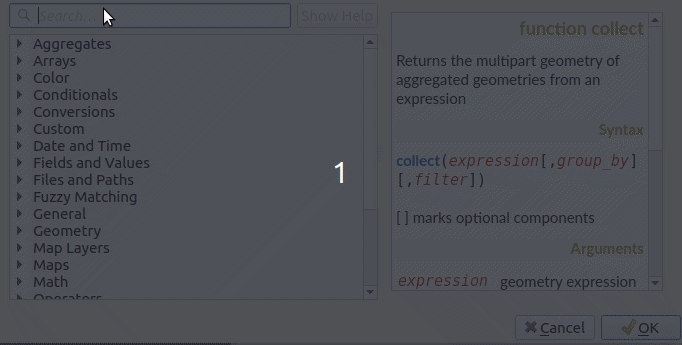 Search...
Show Help
Aggregates
Arrays
Color
Conditionals
Conversions
Custom
Date and Time
Fields and Values
Files and Paths
Fuzzy Matching
General
Geometry
Map Layers
Maps
Math
Operators
1
function collect
Returns the multipart geometry of
aggregated geometries from an
expression
Syntax
collect(expression[,group_by]
[,filter])
[ ] marks optional components
Arguments
expression geometry expression
Cancel
OK